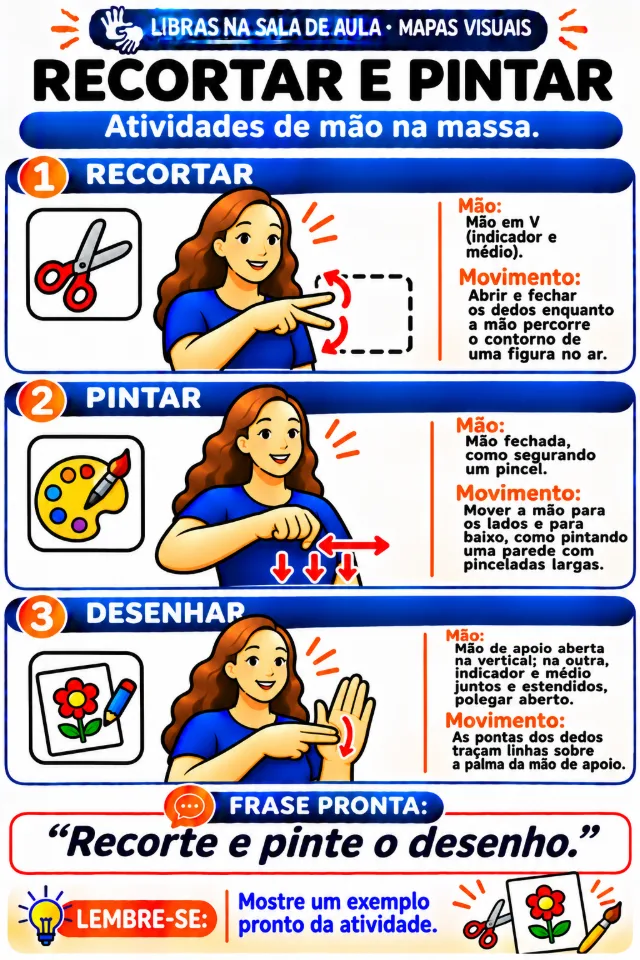 LIBRAS NA SALA DE AULA • MAPAS VISUAIS
RECORTAR E PINTAR
Atividades de mão na massa.
1 RECORTAR
Mão:
Mão em V
(indicador e
médio).
Movimento:
Abrir e fechar
os dedos enquanto
a mão percorre
o contorno de
uma figura no ar.
2 PINTAR
Mão:
Mão fechada,
como segurando
um pincel.
Movimento:
Mover a mão para
os lados e para
baixo, como pintando
uma parede com
pinceladas largas.
3 DESENHAR
Mão:
Mão de apoio aberta
na vertical; na outra,
indicador e médio
juntos e estendidos,
polegar aberto.
Movimento:
As pontas dos dedos
traçam linhas sobre
a palma da mão de apoio.
FRASE PRONTA:
“Recorte e pinte o desenho.”
LEMBRE-SE:
Mostre um exemplo
pronto da atividade.